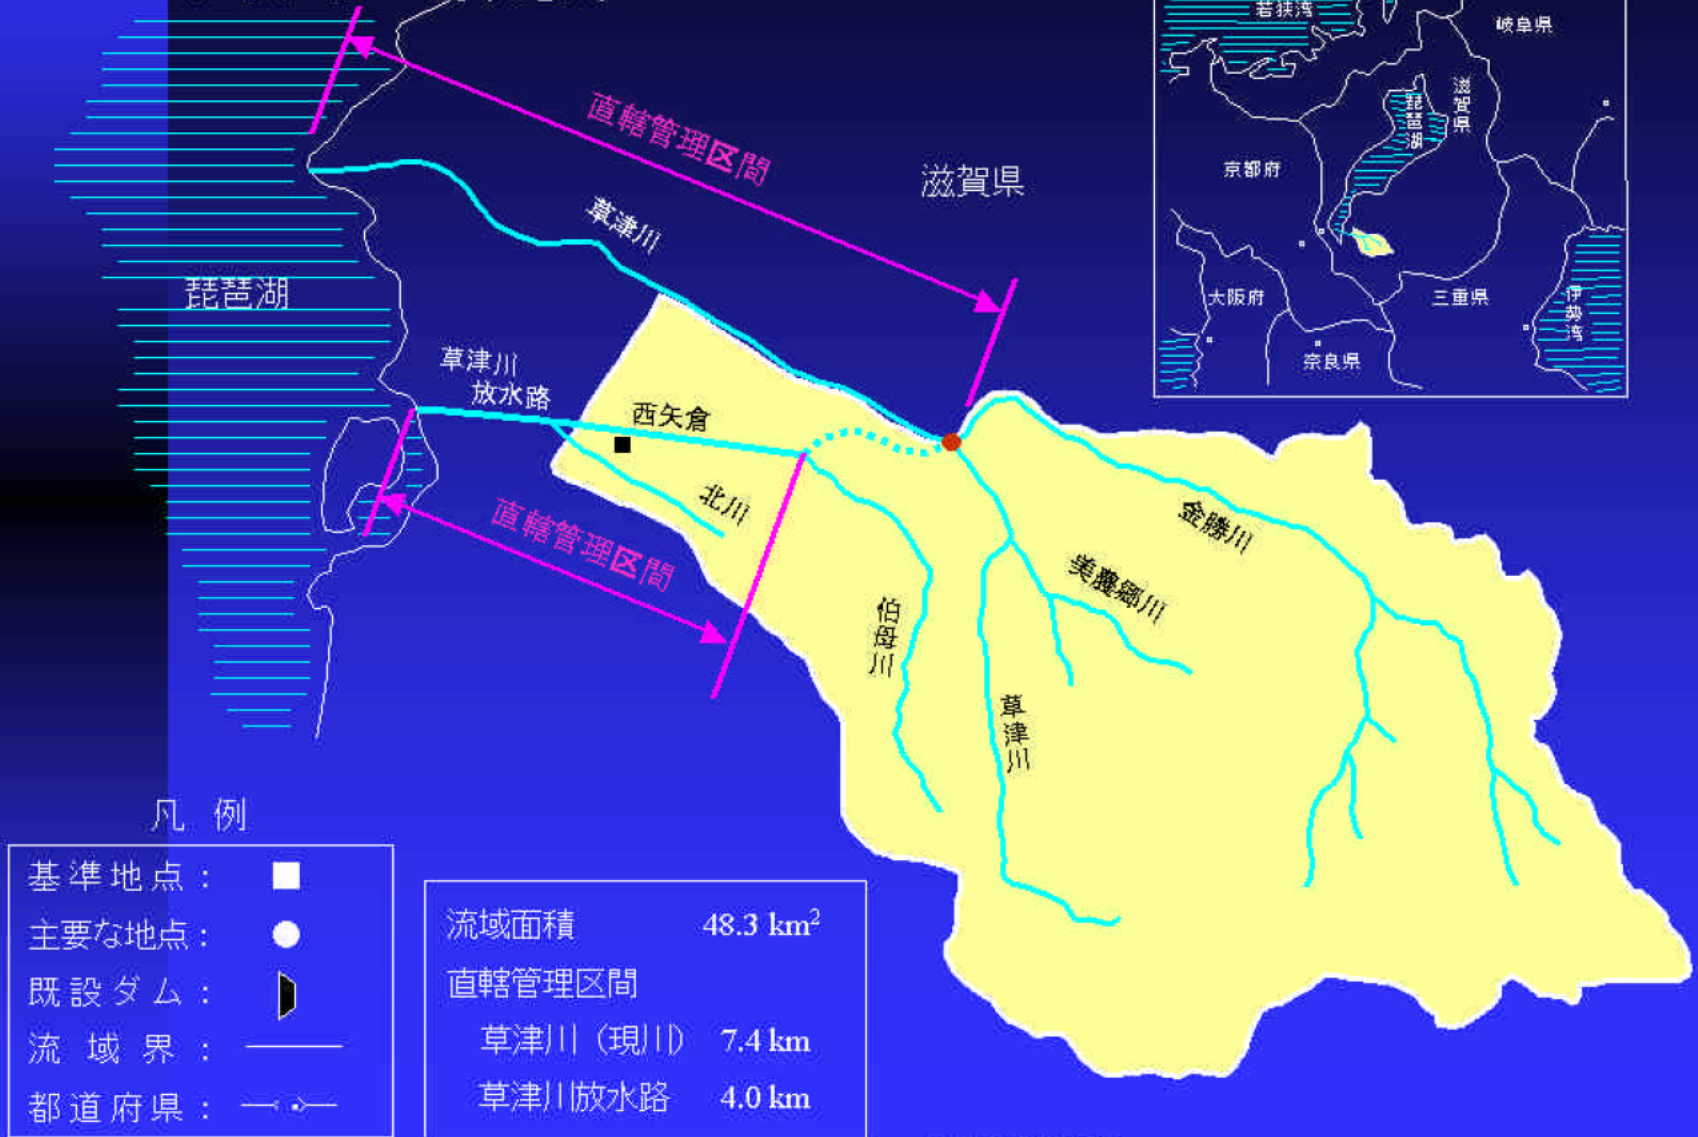 若狭湾
岐阜県
滋賀県
琵琶湖
京都府
大阪府
三重県
伊勢湾
奈良県
直轄管理区間
滋賀県
草津川
琵琶湖
草津川
放水路
西矢倉
北川
直轄管理区間
金勝川
美濃郷川
伯母川
草津川
凡 例
基準地点:
主要な地点:
既設ダム:
流 域 界:
都道府県:
流域面積 48.3 km²
直轄管理区間
草津川(現川) 7.4 km
草津川放水路 4.0 km